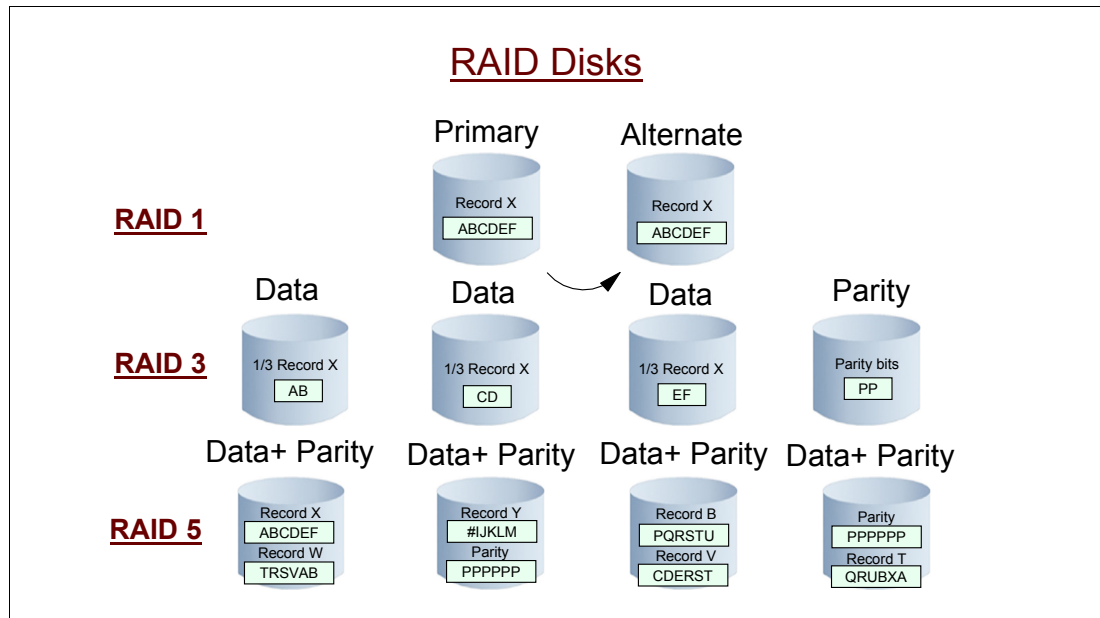 RAID Disks
Primary Alternate
RAID 1
Record X
ABCDEF
Record X
ABCDEF
Data Data Data Parity
RAID 3
1/3 Record X
AB
1/3 Record X
CD
1/3 Record X
EF
Parity bits
PP
Data+ Parity Data+ Parity Data+ Parity Data+ Parity
RAID 5
Record X
ABCDEF
Record W
TRSVAB
Record Y
#IJKLM
Parity
PPPPPP
Record B
PQRSTU
Record V
CDERST
Parity
PPPPPP
Record T
QRUBXA